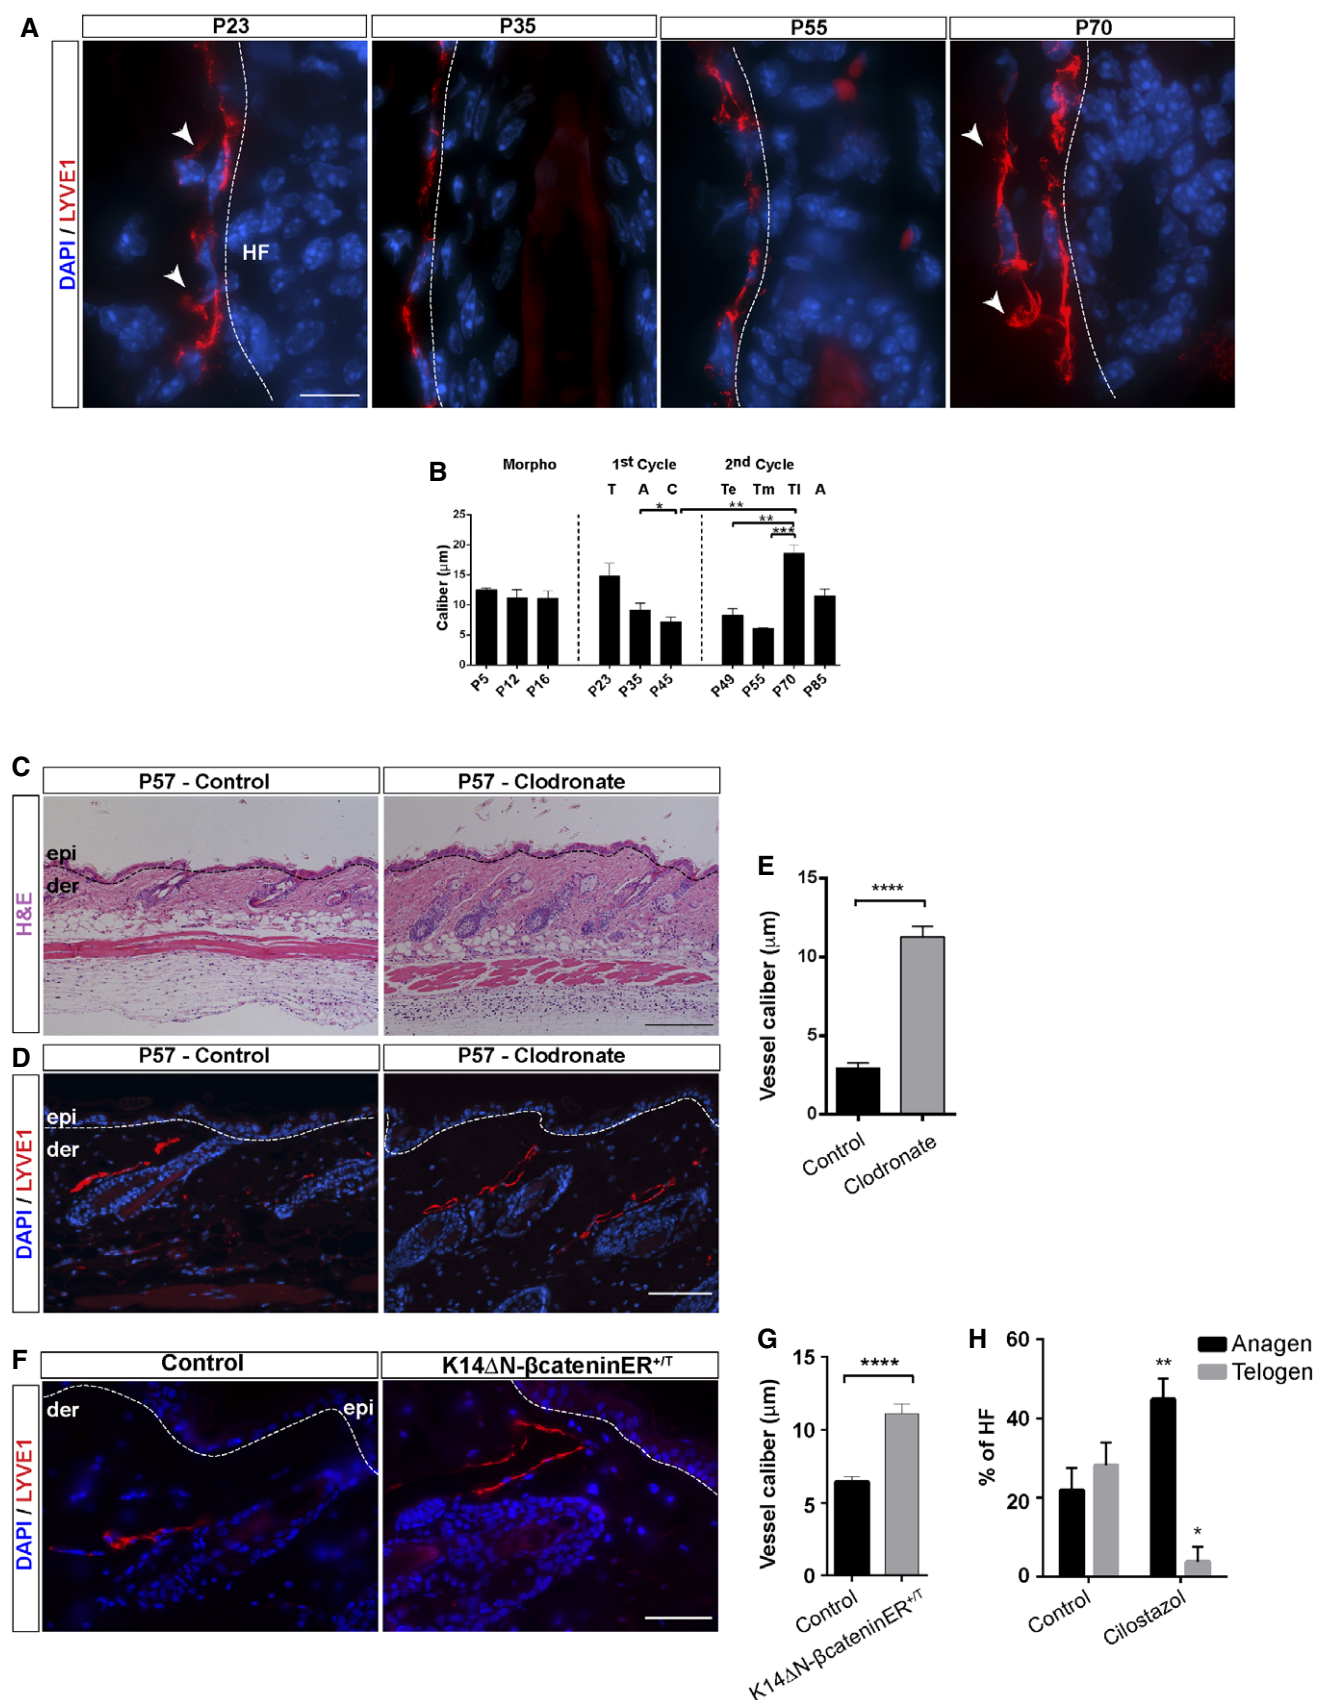 A
P23
P35
P55
P70
DAPI / LYVE1
HF
B
Morpho
1st Cycle
2nd Cycle
T A C
Te Tm Tl A
* ** ** ***
Caliber (µm)
25
20
15
10
5
0
P5 P12 P16 P23 P35 P45 P49 P55 P70 P85
C
P57 - Control
P57 - Clodronate
H&E
epi
der
D
P57 - Control
P57 - Clodronate
DAPI / LYVE1
epi
der
E
Vessel caliber (µm)
15
10
5
0
****
Control
Clodronate
F
Control
K14ΔN-βcateninER+/T
DAPI / LYVE1
der
epi
G
Vessel caliber (µm)
15
10
5
0
****
Control
K14ΔN-βcateninER+/T
H
% of HF
60
40
20
0
**
*
Anagen
Telogen
Control
Cilostazol